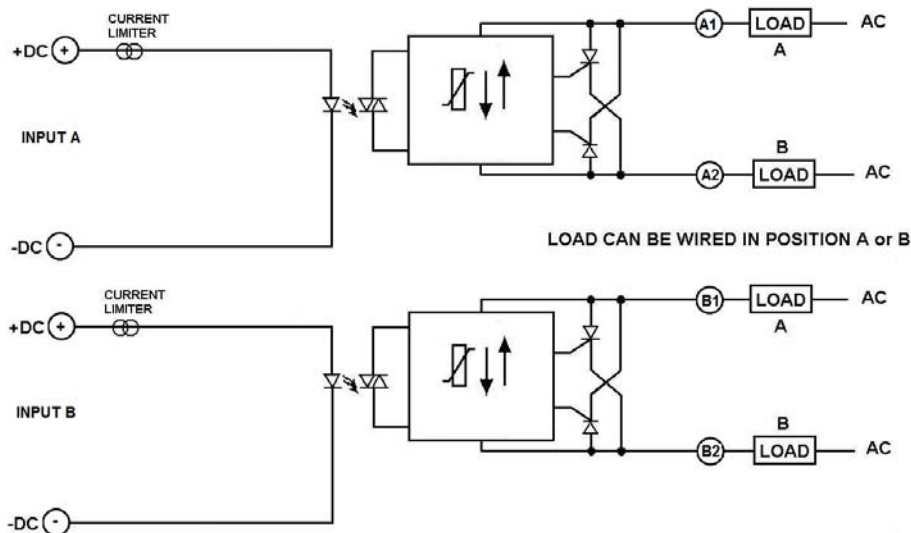 CURRENT
LIMITER
+DC +
INPUT A
-DC -
A1
LOAD
AC
A
B
A2
LOAD
AC
LOAD CAN BE WIRED IN POSITION A or B
CURRENT
LIMITER
+DC +
INPUT B
-DC -
B1
LOAD
AC
A
B
B2
LOAD
AC